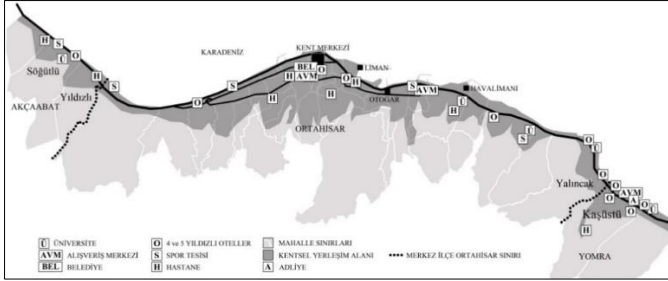 H
S
Ü
O
Söğütlü
AKÇAABAT
Yıldızlı
H
S
KARADENİZ
KENT MERKEZİ
BEL
O
H
AVM
LİMAN
O
H
S
O
H
H
OTOGAR
S
AVM
HAVALİMANI
Ü
H
O
ORTAHİSAR
Ü
S
O
Ü
Yalıncak
O
O
AVM
A
O
Ü
O
Kaşüstü
H
YOMRA
Ü ÜNİVERSİTE
AVM ALIŞVERİŞ MERKEZİ
BEL BELEDİYE
O 4 ve 5 YILDIZLI OTELLER
S SPOR TESİSİ
H HASTANE
MAHALLE SINIRLARI
KENTSEL YERLEŞİM ALANI
A ADLİYE
MERKEZ İLÇE ORTAHİSAR SINIRI